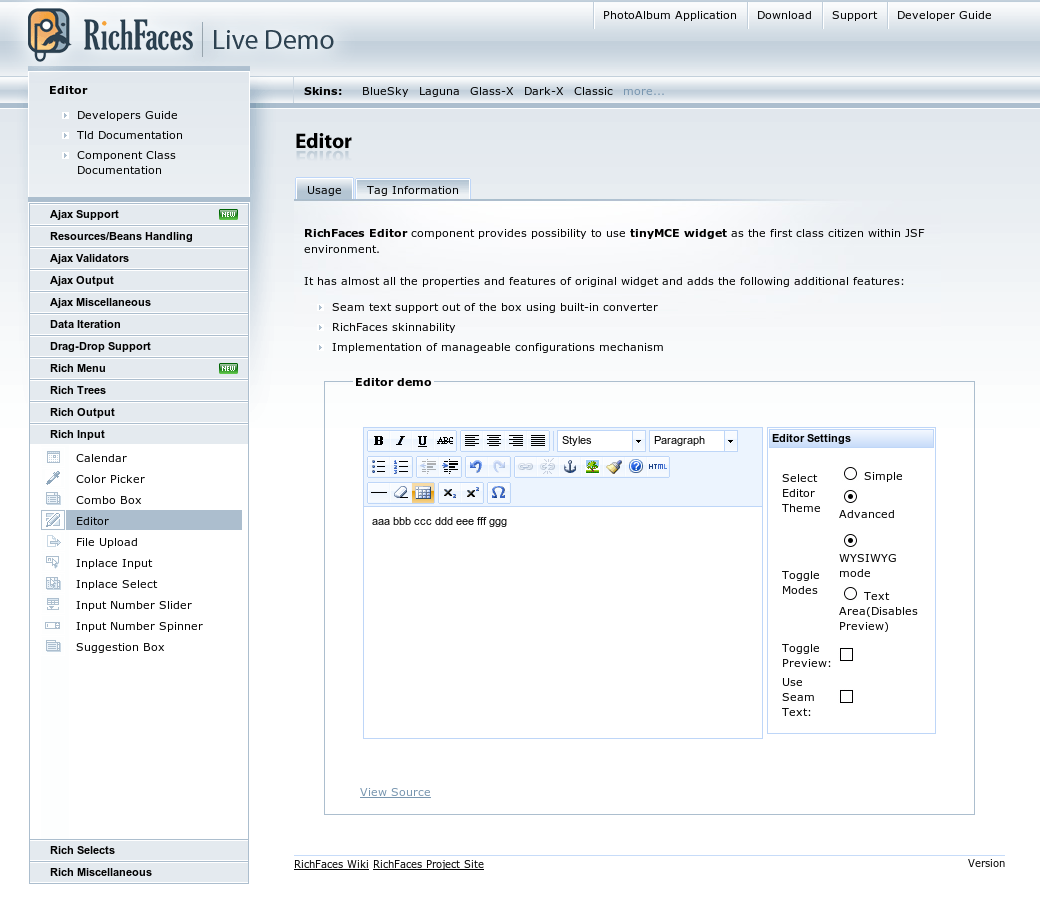 RichFaces Live Demo
PhotoAlbum Application Download Support Developer Guide
Skins: BlueSky Laguna Glass-X Dark-X Classic more...
Editor
Developers Guide
Tld Documentation
Component Class
Documentation
Ajax Support NEW
Resources/Beans Handling
Ajax Validators
Ajax Output
Ajax Miscellaneous
Data Iteration
Drag-Drop Support
Rich Menu NEW
Rich Trees
Rich Output
Rich Input
Calendar
Color Picker
Combo Box
Editor
File Upload
Inplace Input
Inplace Select
Input Number Slider
Input Number Spinner
Suggestion Box
Rich Selects
Rich Miscellaneous
Editor
Usage Tag Information
RichFaces Editor component provides possibility to use tinyMCE widget as the first class citizen within JSF
environment.
It has almost all the properties and features of original widget and adds the following additional features:
Seam text support out of the box using built-in converter
RichFaces skinnability
Implementation of manageable configurations mechanism
Editor demo
B I U ABC Styles Paragraph
HTML
x₂ x² Ω
aaa bbb ccc ddd eee fff ggg
Editor Settings
Select
Editor
Theme
Simple
Advanced
Toggle
Modes
WYSIWYG
mode
Text
Area(Disables
Preview)
Toggle
Preview:
Use
Seam
Text:
View Source
RichFaces Wiki RichFaces Project Site
Version